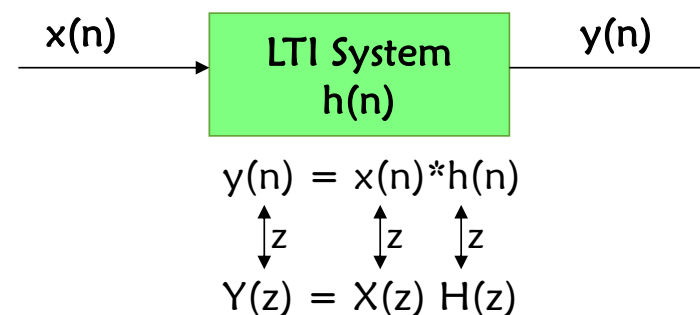 x(n) LTI System y(n)
h(n)
y(n) = x(n)*h(n)
z z z
Y(z) = X(z) H(z)